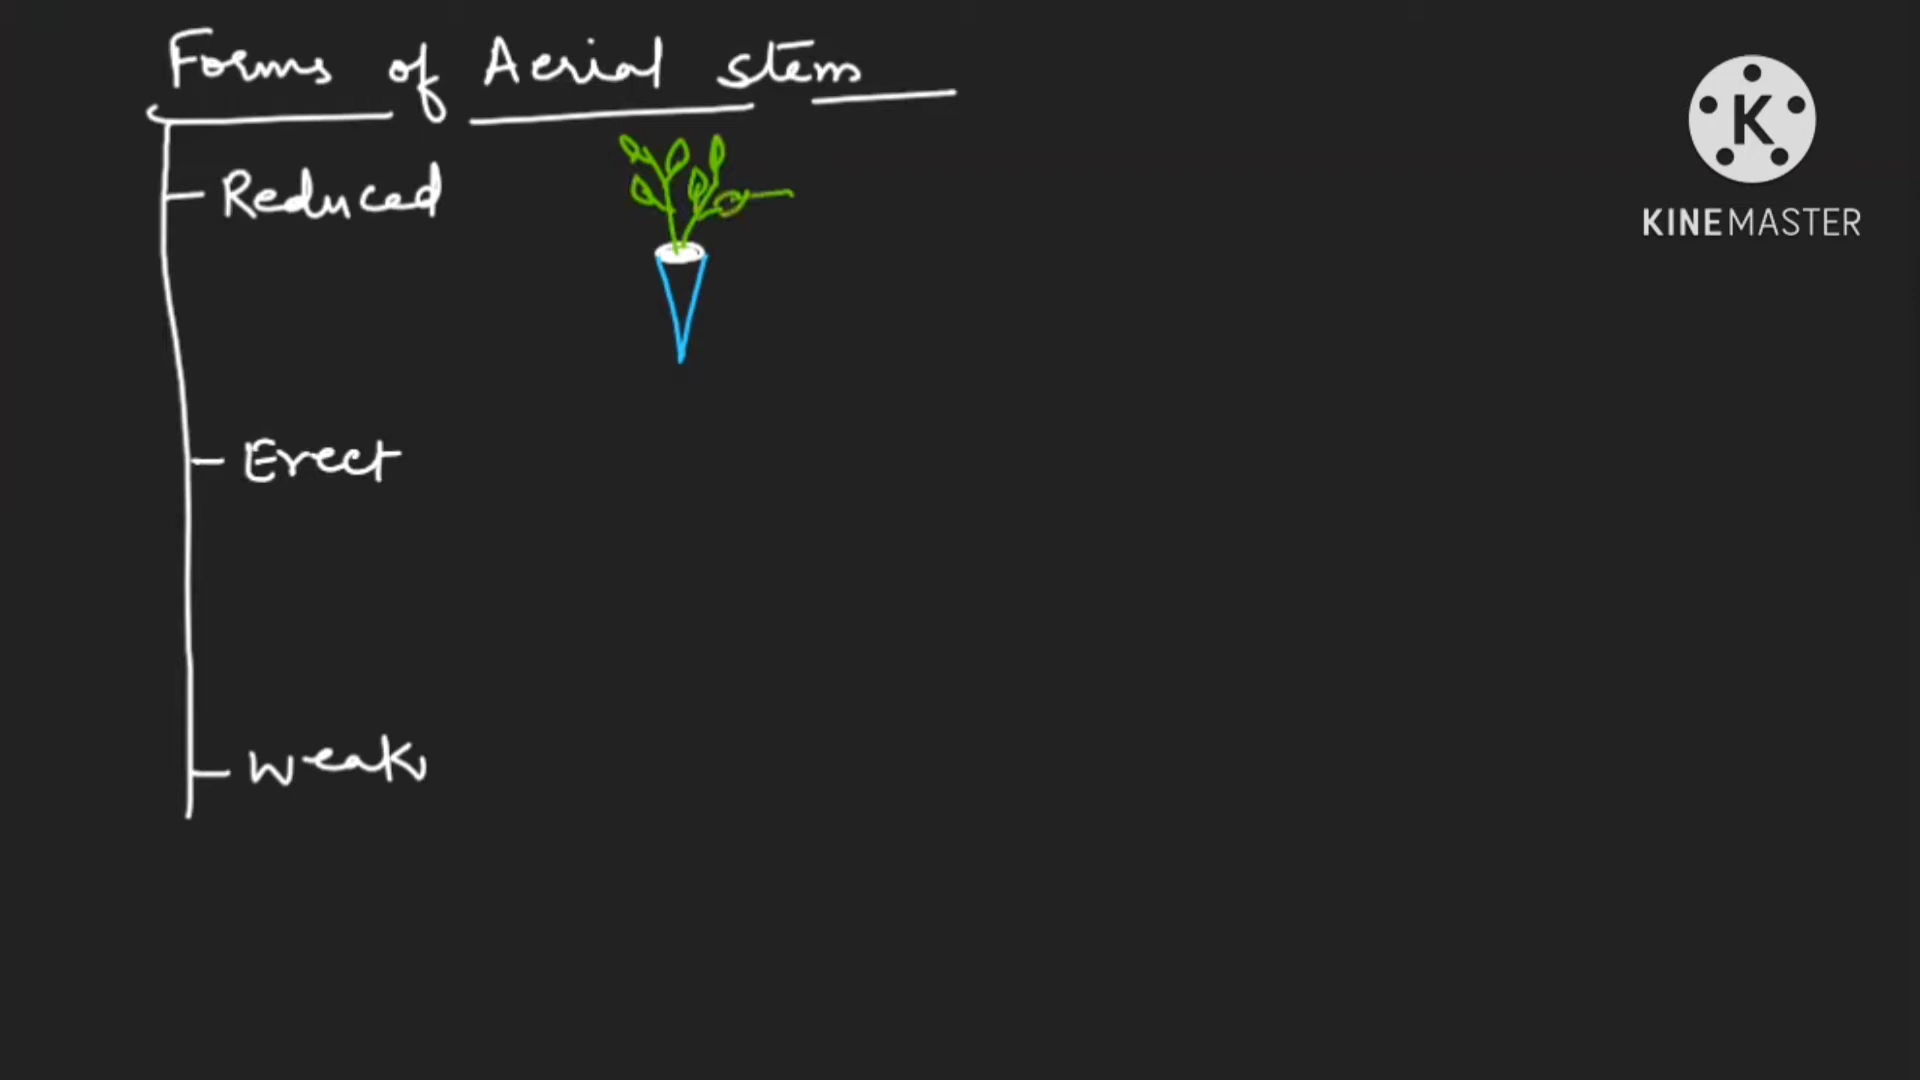 Forms of Aerial stem
Reduced
Erect
Weak
K
KINEMASTER